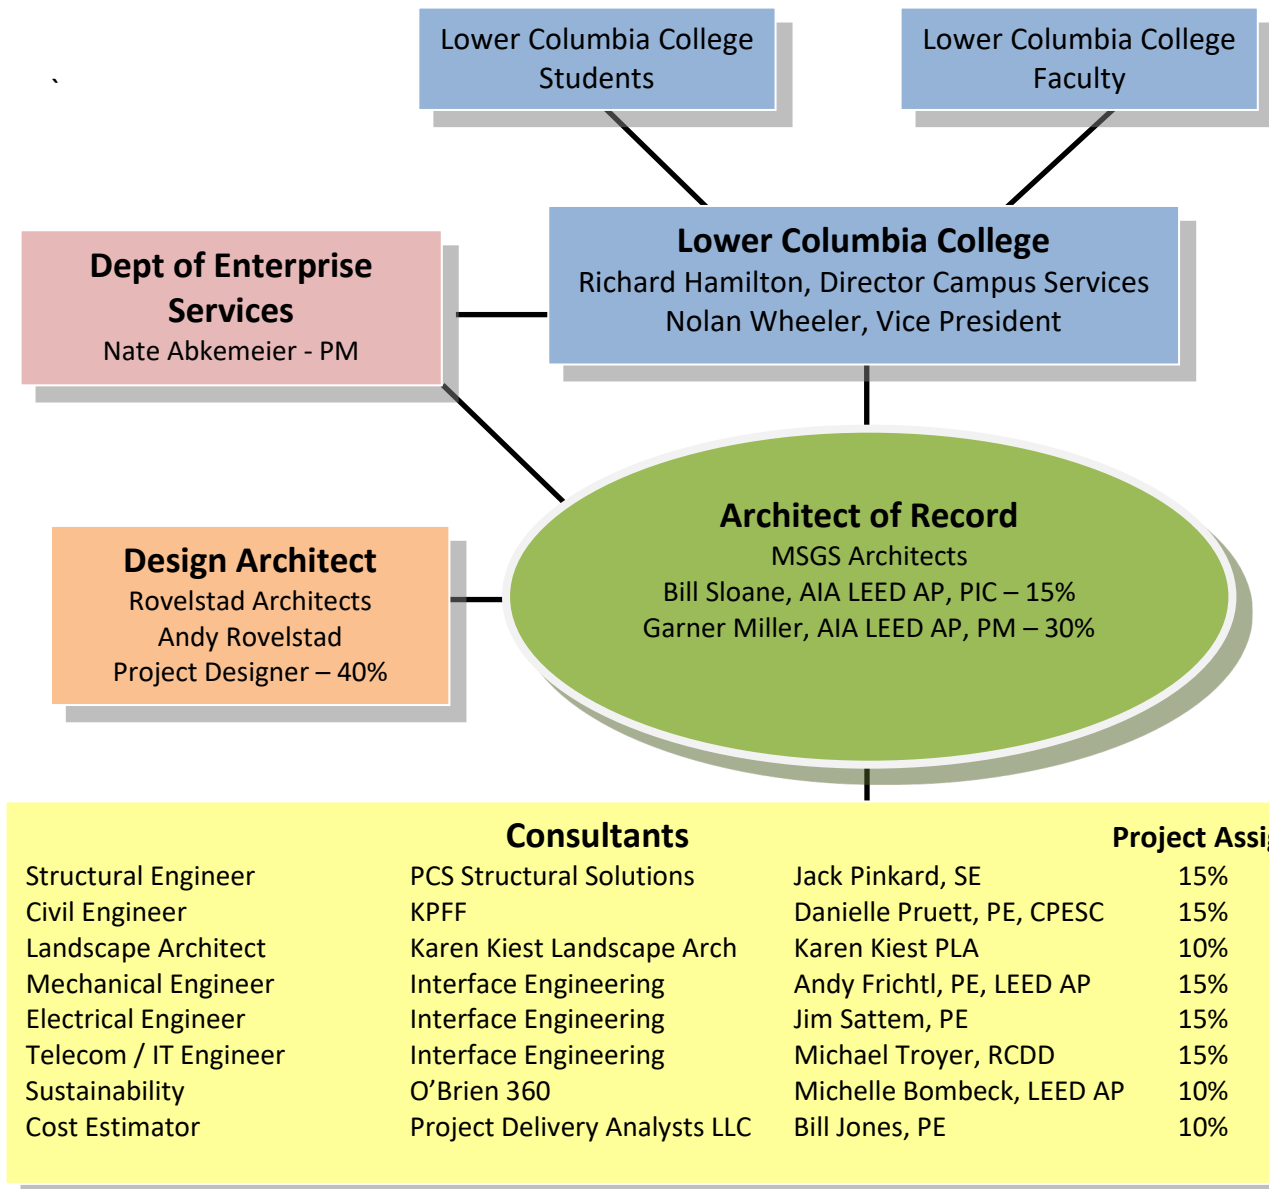 Lower Columbia College
Students
Lower Columbia College
Faculty
`
Lower Columbia College
Richard Hamilton, Director Campus Services
Nolan Wheeler, Vice President
Dept of Enterprise
Services
Nate Abkemeier - PM
Architect of Record
MSGS Architects
Bill Sloane, AIA LEED AP, PIC – 15%
Garner Miller, AIA LEED AP, PM – 30%
Design Architect
Rovelstad Architects
Andy Rovelstad
Project Designer – 40%
Consultants Project Assig
Structural Engineer PCS Structural Solutions Jack Pinkard, SE 15%
Civil Engineer KPFF Danielle Pruett, PE, CPESC 15%
Landscape Architect Karen Kiest Landscape Arch Karen Kiest PLA 10%
Mechanical Engineer Interface Engineering Andy Frichtl, PE, LEED AP 15%
Electrical Engineer Interface Engineering Jim Sattem, PE 15%
Telecom / IT Engineer Interface Engineering Michael Troyer, RCDD 15%
Sustainability O’Brien 360 Michelle Bombeck, LEED AP 10%
Cost Estimator Project Delivery Analysts LLC Bill Jones, PE 10%